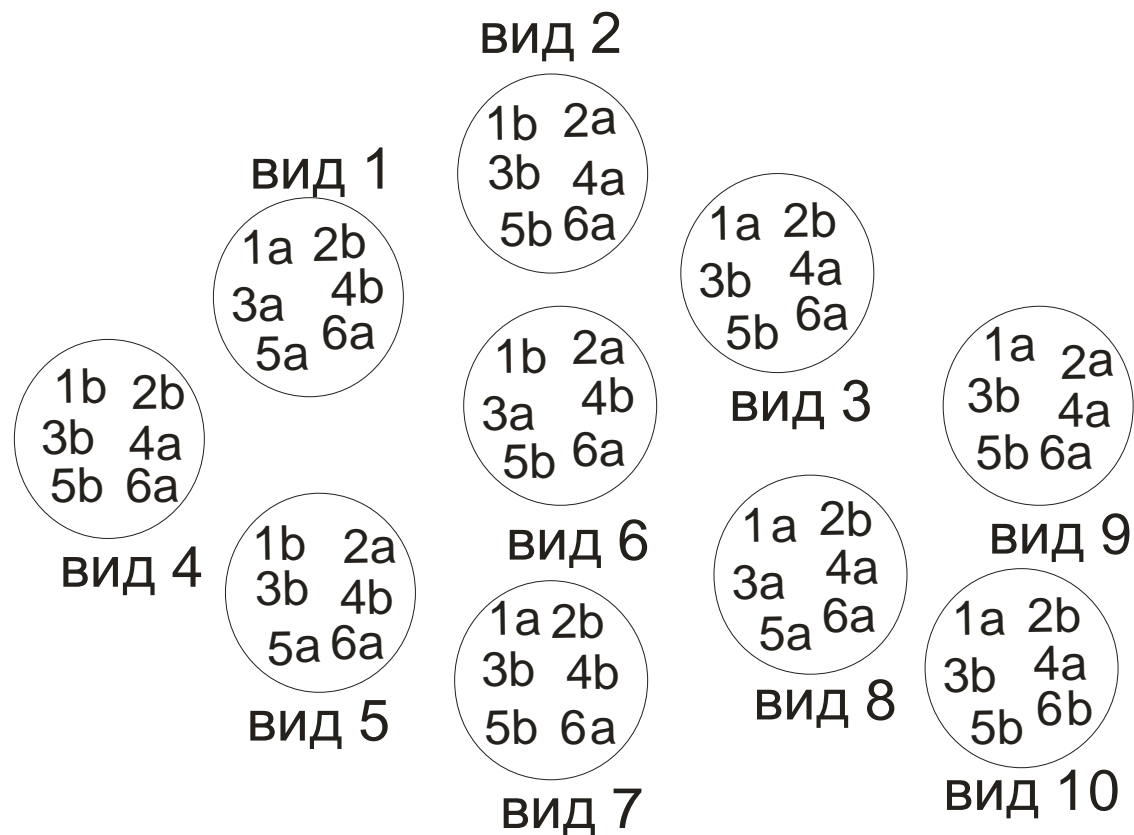 вид 2
1b 2a
3b 4a
5b 6a
вид 1
1a 2b
3a 4b
5a 6a
1a 2b
3b 4a
5b 6a
вид 3
1b 2b
3b 4a
5b 6a
вид 4
1b 2a
3a 4b
5b 6a
вид 6
1a 2a
3b 4a
5b 6a
вид 9
1b 2a
3b 4b
5a 6a
вид 5
1a 2b
3b 4b
5b 6a
вид 7
1a 2b
3a 4a
5a 6a
вид 8
1a 2b
3b 4a
5b 6b
вид 10